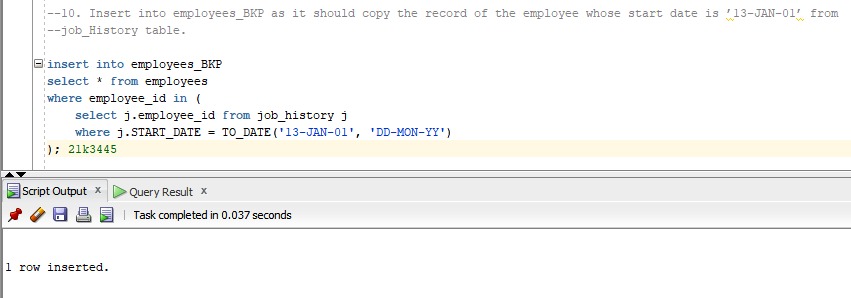 --10. Insert into employees_BKP as it should copy the record of the employee whose start date is ’13-JAN-01’ from
--job_History table.
insert into employees_BKP
select * from employees
where employee_id in (
select j.employee_id from job_history j
where j.START_DATE = TO_DATE('13-JAN-01', 'DD-MON-YY')
); 21k3445
Script Output x Query Result x
Task completed in 0.037 seconds
1 row inserted.